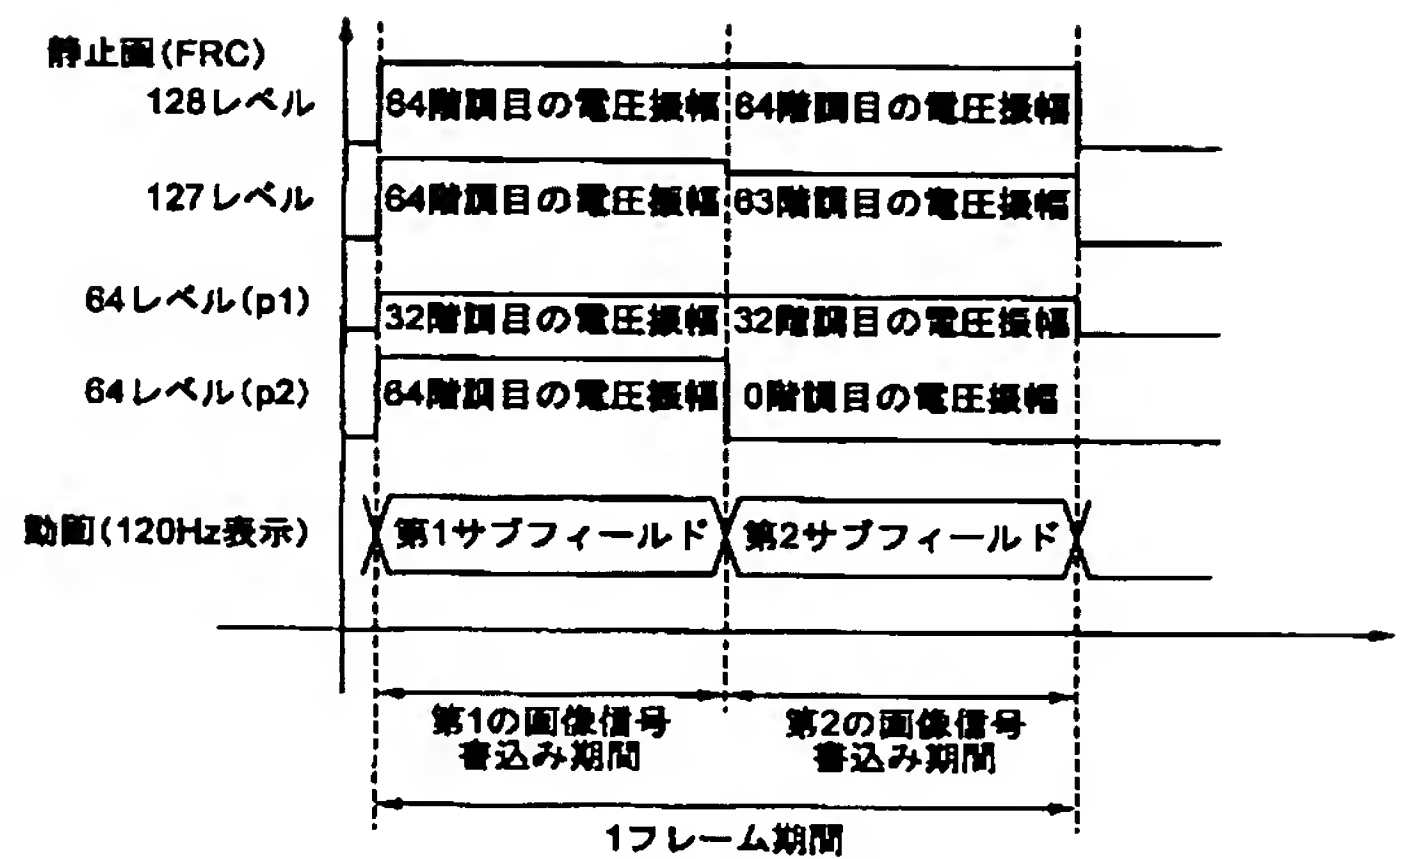 静止画(FRC)
128レベル
64階調目の電圧振幅 64階調目の電圧振幅
127レベル
64階調目の電圧振幅 63階調目の電圧振幅
64レベル(p1)
32階調目の電圧振幅 32階調目の電圧振幅
64レベル(p2)
64階調目の電圧振幅 0階調目の電圧振幅
動画(120Hz表示)
第1サブフィールド 第2サブフィールド
第1の画像信号
書込み期間
第2の画像信号
書込み期間
1フレーム期間